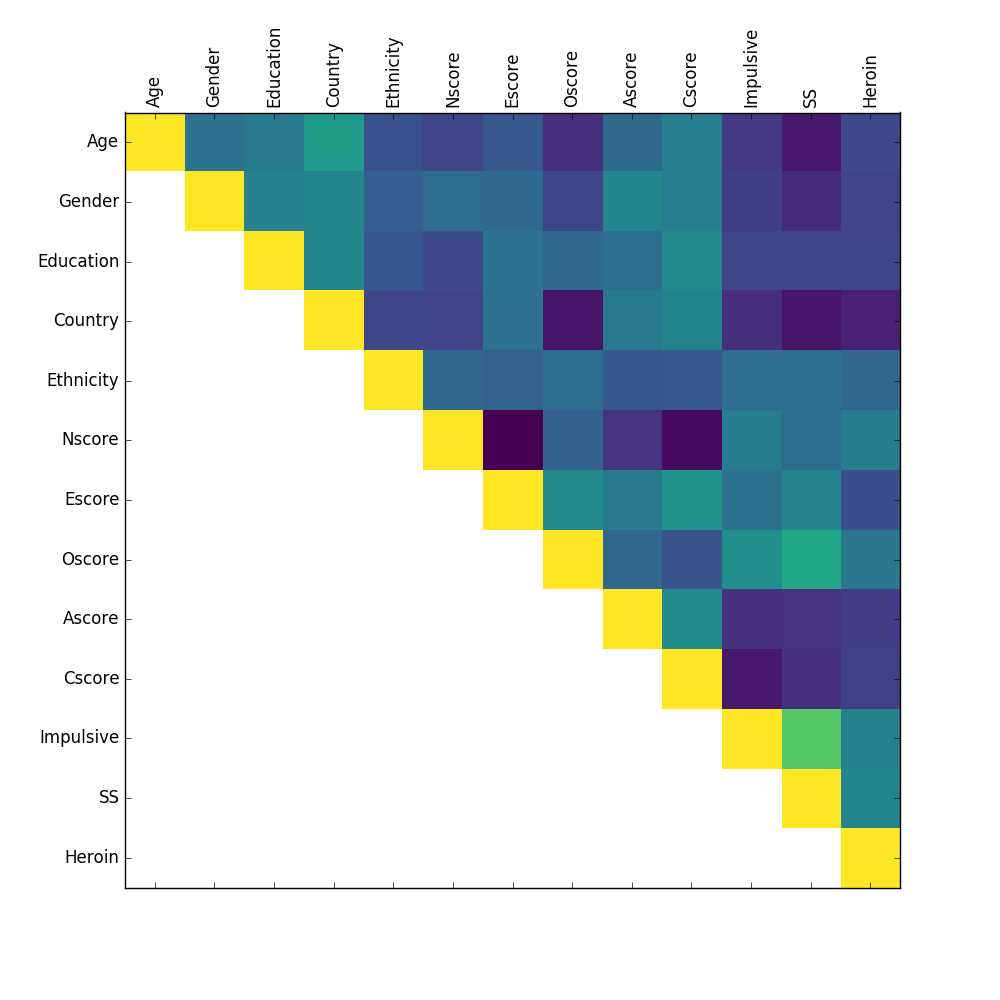 Age
Gender
Education
Country
Ethnicity
Nscore
Escore
Oscore
Ascore
Cscore
Impulsive
SS
Heroin
Age
Gender
Education
Country
Ethnicity
Nscore
Escore
Oscore
Ascore
Cscore
Impulsive
SS
Heroin